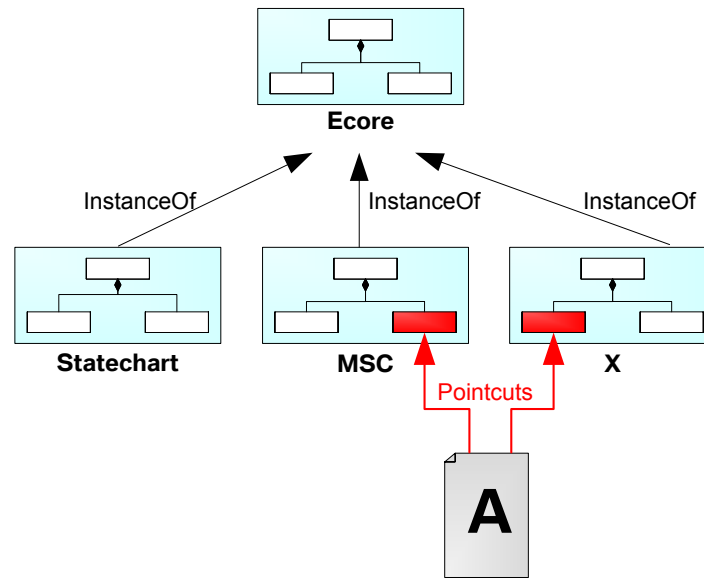 Ecore
InstanceOf
InstanceOf
InstanceOf
Statechart
MSC
X
Pointcuts
A